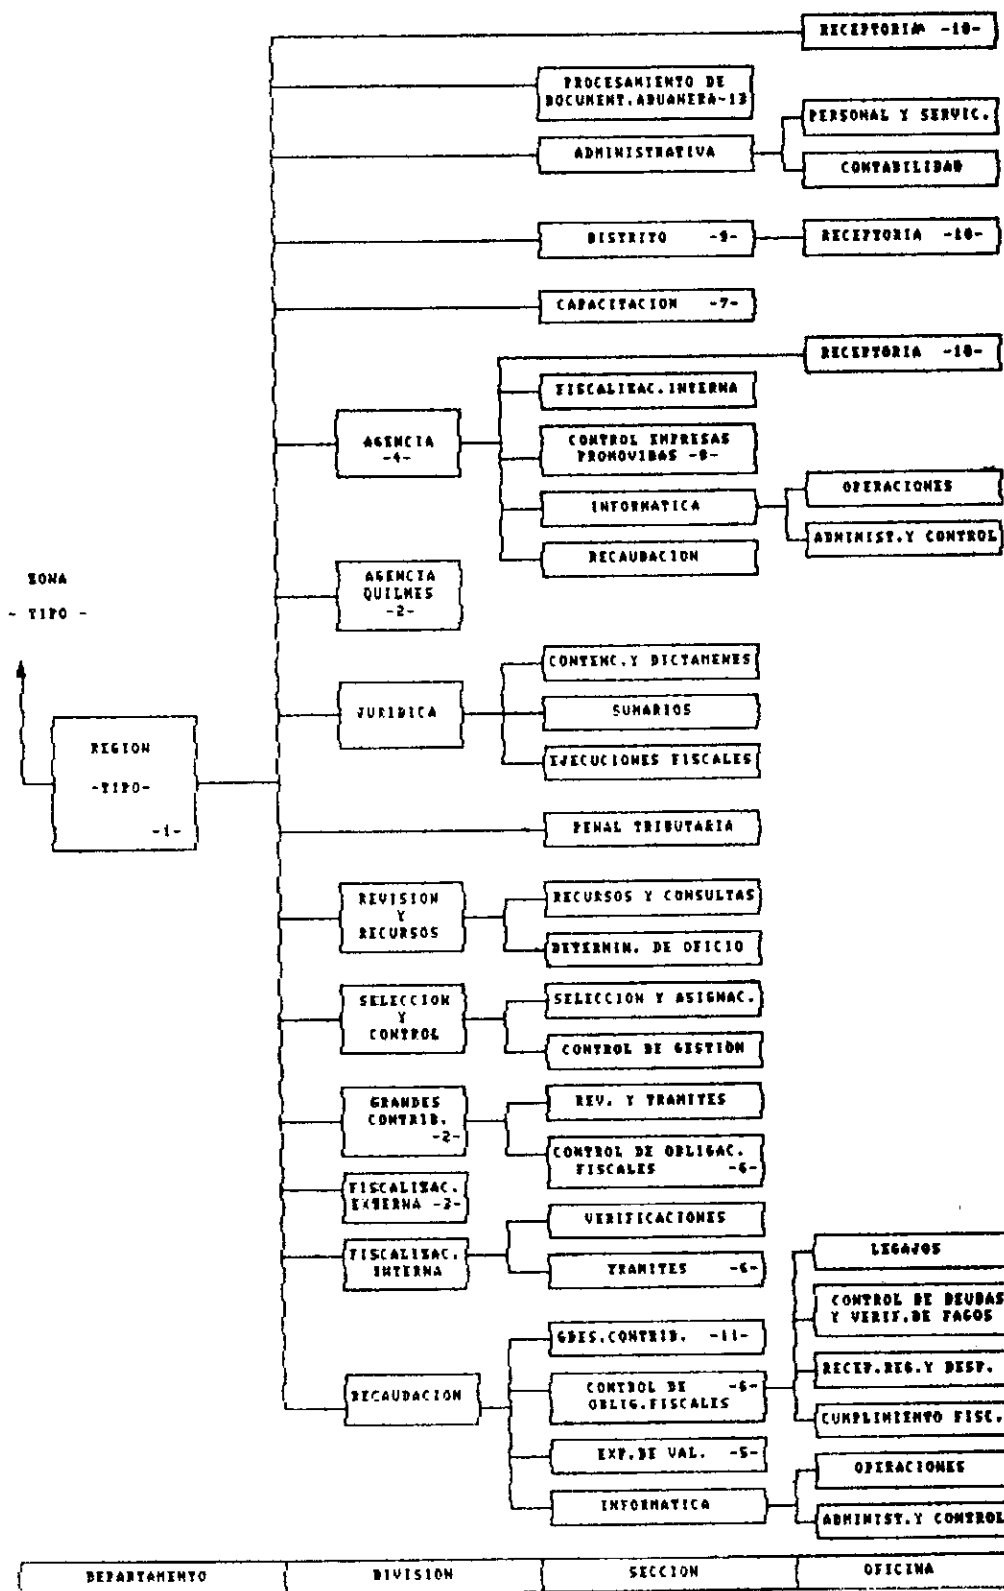 RECEPTORIA -10-
PROCESAMIENTO DE
DOCUMENT.ADUANERA-13
PERSONAL Y SERVIC.
ADMINISTRATIVA
CONTABILIDAD
DISTRITO -9-
RECEPTORIA -10-
CAPACITACION -7-
RECEPTORIA -10-
FISCALIZAC.INTERNA
AGENCIA
-4-
CONTROL EMPRESAS
PROMOVIDAS -8-
OPERACIONES
INFORMATICA
ADMINIST.Y CONTROL
RECAUDACION
ZONA
- TIPO -
AGENCIA
QUILMES
-2-
CONTENC.Y DICTAMENES
JURIDICA
SUMARIOS
EJECUCIONES FISCALES
REGION
-TIPO-
-1-
PENAL TRIBUTARIA
REVISION
Y
RECURSOS
RECURSOS Y CONSULTAS
DETERMIN. DE OFICIO
SELECCION
Y
CONTROL
SELECCION Y ASIGNAC.
CONTROL DE GESTION
GRANDES
CONTRIB.
-2-
REV. Y TRAMITES
CONTROL DE OBLIGAC.
FISCALES -6-
FISCALIZAC.
EXTERNA -3-
VERIFICACIONES
FISCALIZAC.
INTERNA
TRAMITES -6-
LEGAJOS
CONTROL DE DEUDAS
Y VERIF.DE PAGOS
GDES.CONTRIB. -11-
RECEP.REG.Y DESP.
RECAUDACION
CONTROL DE -6-
OBLIG.FISCALES
CUMPLIMIENTO FISC.
EXP.DE VAL. -5-
OPERACIONES
INFORMATICA
ADMINIST.Y CONTROL
DEPARTAMENTO DIVISION SECCION OFICINA